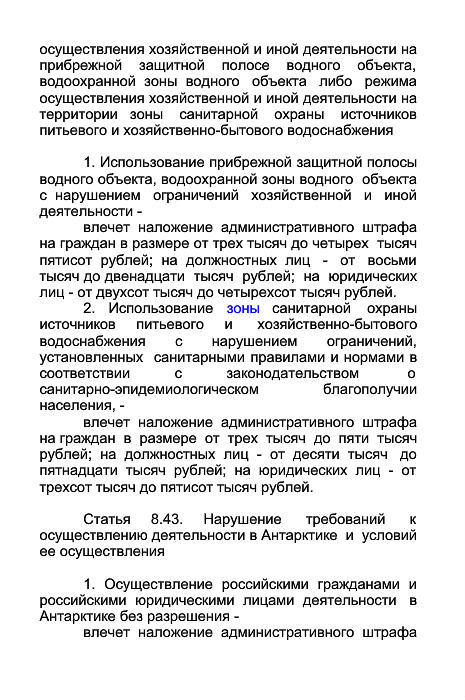 осуществления хозяйственной и иной деятельности на
прибрежной защитной полосе водного объекта,
водоохранной зоны водного объекта либо режима
осуществления хозяйственной и иной деятельности на
территории зоны санитарной охраны источников
питьевого и хозяйственно-бытового водоснабжения
1. Использование прибрежной защитной полосы
водного объекта, водоохранной зоны водного объекта
с нарушением ограничений хозяйственной и иной
деятельности -
влечет наложение административного штрафа
на граждан в размере от трех тысяч до четырех тысяч
пятисот рублей; на должностных лиц - от восьми
тысяч до двенадцати тысяч рублей; на юридических
лиц - от двухсот тысяч до четырехсот тысяч рублей.
2. Использование зоны санитарной охраны
источников питьевого и хозяйственно-бытового
водоснабжения с нарушением ограничений,
установленных санитарными правилами и нормами в
соответствии с законодательством о
санитарно-эпидемиологическом благополучии
населения, -
влечет наложение административного штрафа
на граждан в размере от трех тысяч до пяти тысяч
рублей; на должностных лиц - от десяти тысяч до
пятнадцати тысяч рублей; на юридических лиц - от
трехсот тысяч до пятисот тысяч рублей.
Статья 8.43. Нарушение требований к
осуществлению деятельности в Антарктике и условий
ее осуществления
1. Осуществление российскими гражданами и
российскими юридическими лицами деятельности в
Антарктике без разрешения -
влечет наложение административного штрафа